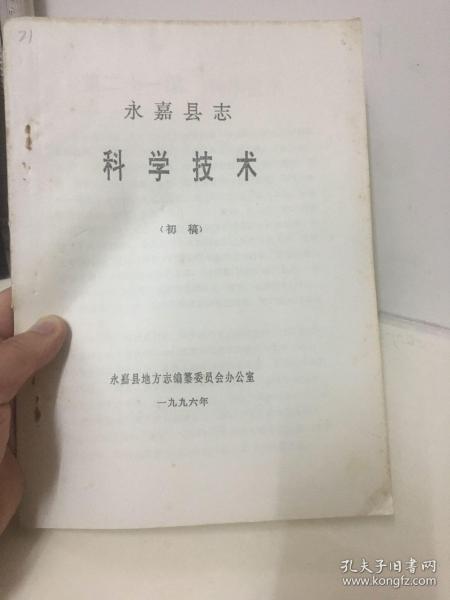 21
永嘉县志
科学技术
（初稿）
永嘉县地方志编纂委员会办公室
一九九六年
孔夫子旧书网
www.kongfz.com